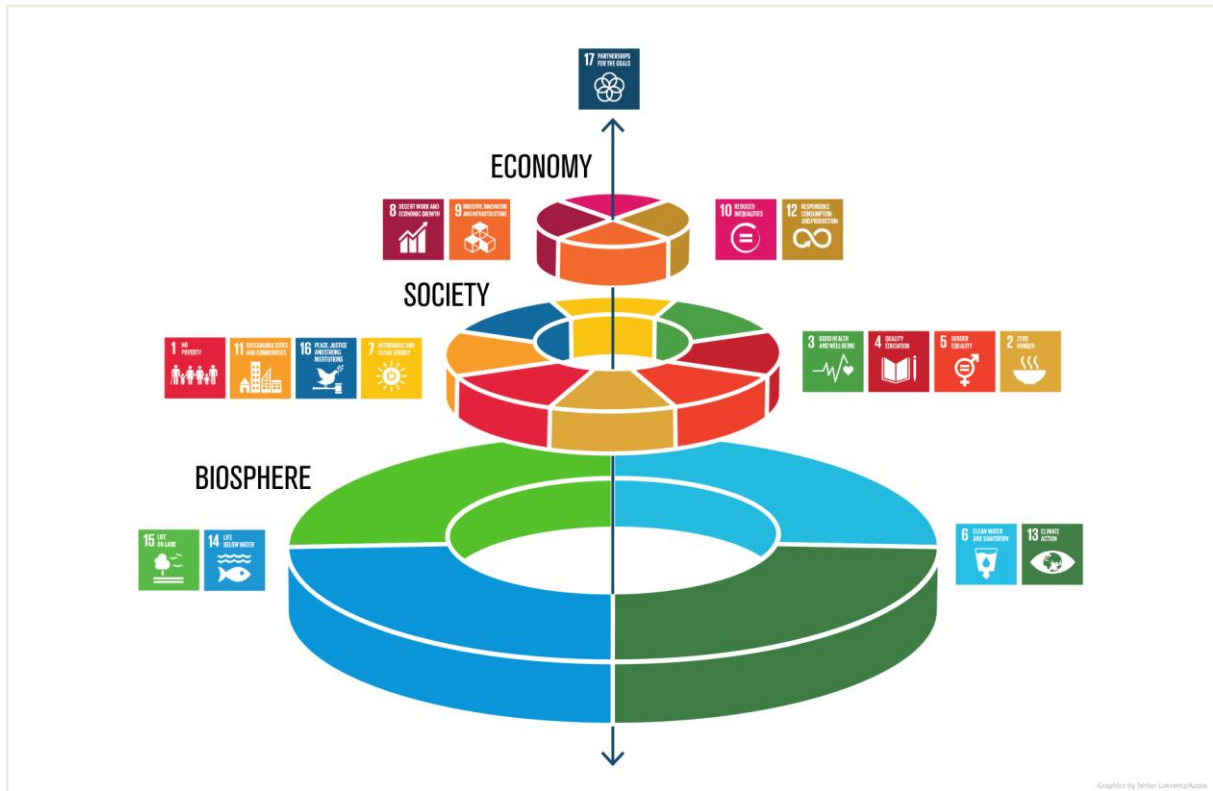 17 PARTNERSHIPS
FOR THE GOALS
ECONOMY
8 DECENT WORK AND
ECONOMIC GROWTH
9 INDUSTRY, INNOVATION
AND INFRASTRUCTURE
10 REDUCED
INEQUALITIES
12 RESPONSIBLE
CONSUMPTION
AND PRODUCTION
SOCIETY
1 NO
POVERTY
11 SUSTAINABLE CITIES
AND COMMUNITIES
16 PEACE, JUSTICE
AND STRONG
INSTITUTIONS
7 AFFORDABLE AND
CLEAN ENERGY
3 GOOD HEALTH
AND WELL-BEING
4 QUALITY
EDUCATION
5 GENDER
EQUALITY
2 ZERO
HUNGER
BIOSPHERE
15 LIFE
ON LAND
14 LIFE
BELOW WATER
6 CLEAN WATER
AND SANITATION
13 CLIMATE
ACTION
Graphics by Jerker Lokrantz/Azote